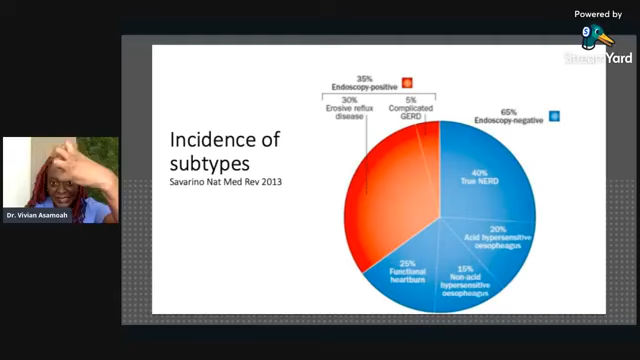 Powered by
StreamYard
35%
Endoscopy-positive
30%
Erosive reflux
disease
5%
Complicated
GERD
65%
Endoscopy-negative
Incidence of
subtypes
Savarino Nat Med Rev 2013
40%
True NERD
20%
Acid hypersensitive
oesophagus
15%
Non-acid
hypersensitive
oesophagus
25%
Functional
heartburn
Dr. Vivian Asamoah